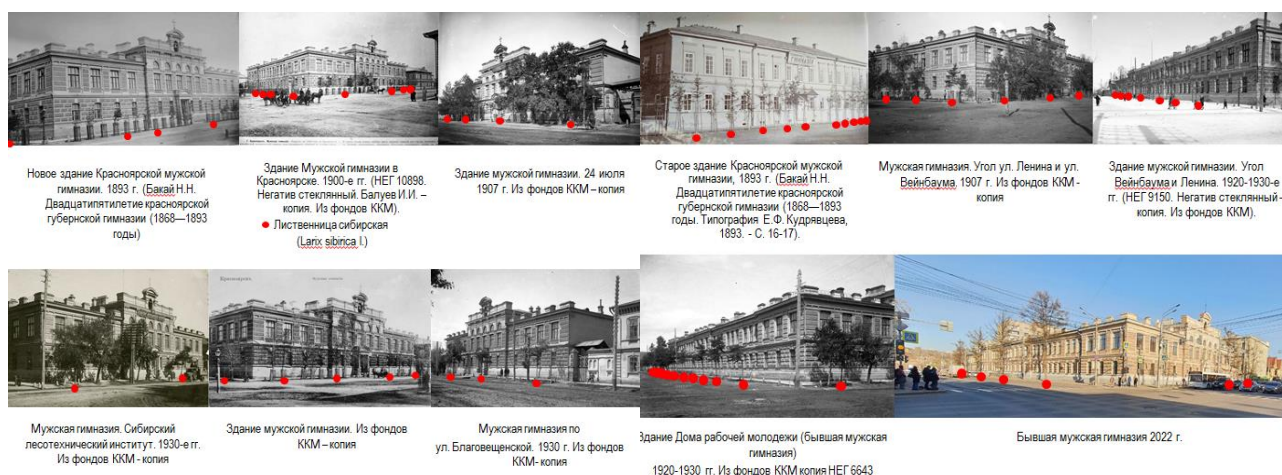 Новое здание Красноярской мужской
гимназии. 1893 г. (Бакай Н.Н.
Двадцатипятилетие красноярской
губернской гимназии (1868—1893
годы)
Здание Мужской гимназии в
Красноярске. 1900-е гг. (НЕГ 10898.
Негатив стеклянный. Балуев И.И. –
копия. Из фондов ККМ).
Лиственница сибирская
(Larix sibirica l.)
Здание мужской гимназии. 24 июля
1907 г. Из фондов ККМ – копия
Старое здание Красноярской мужской
гимназии, 1893 г. (Бакай Н.Н.
Двадцатипятилетие красноярской
губернской гимназии (1868—1893
годы. Типография Е.Ф. Кудрявцева,
1893. - С. 16-17).
Мужская гимназия. Угол ул. Ленина и ул.
Вейнбаума. 1907 г. Из фондов ККМ -
копия
Здание мужской гимназии. Угол
Вейнбаума и Ленина. 1920-1930-е
гг. (НЕГ 9150. Негатив стеклянный -
копия. Из фондов ККМ).
Мужская гимназия. Сибирский
лесотехнический институт. 1930-е гг.
Из фондов ККМ - копия
Красноярскъ.
Здание мужской гимназии. Из фондов
ККМ – копия
Мужская гимназия по
ул. Благовещенской. 1930 г. Из фондов
ККМ- копия
Здание Дома рабочей молодежи (бывшая мужская
гимназия)
1920-1930 гг. Из фондов ККМ копия НЕГ 6643
Бывшая мужская гимназия 2022 г.